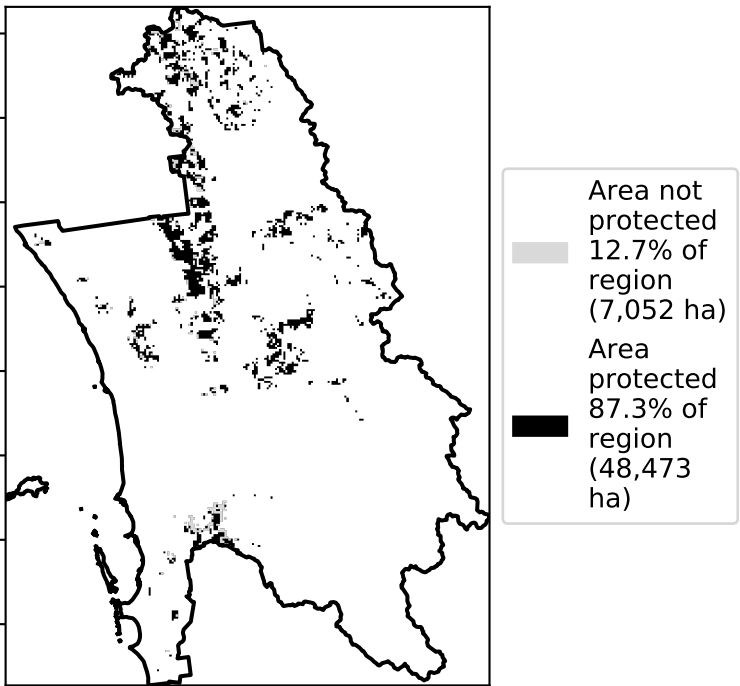 Area not
protected
12.7% of
region
(7,052 ha)
Area
protected
87.3% of
region
(48,473
ha)